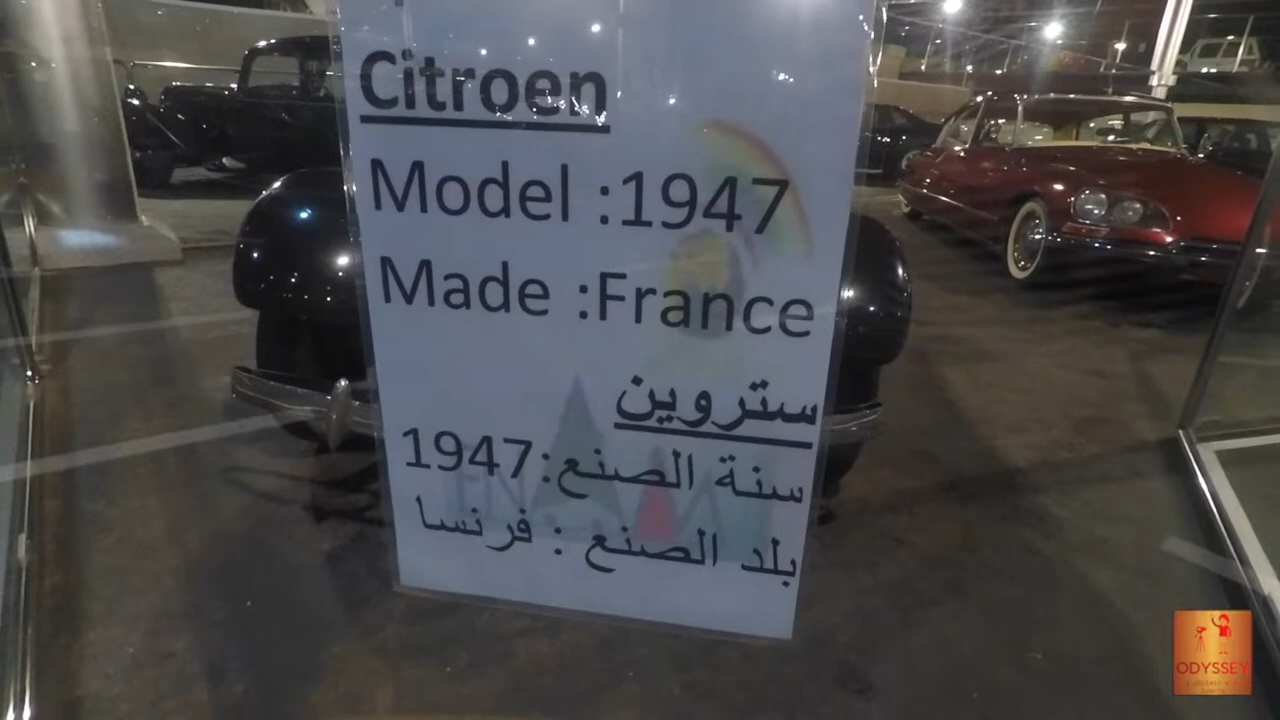 Citroen
Model :1947
Made :France
ستروين
سنة الصنع:1947
بلد الصنع : فرنسا
ODYSSEY